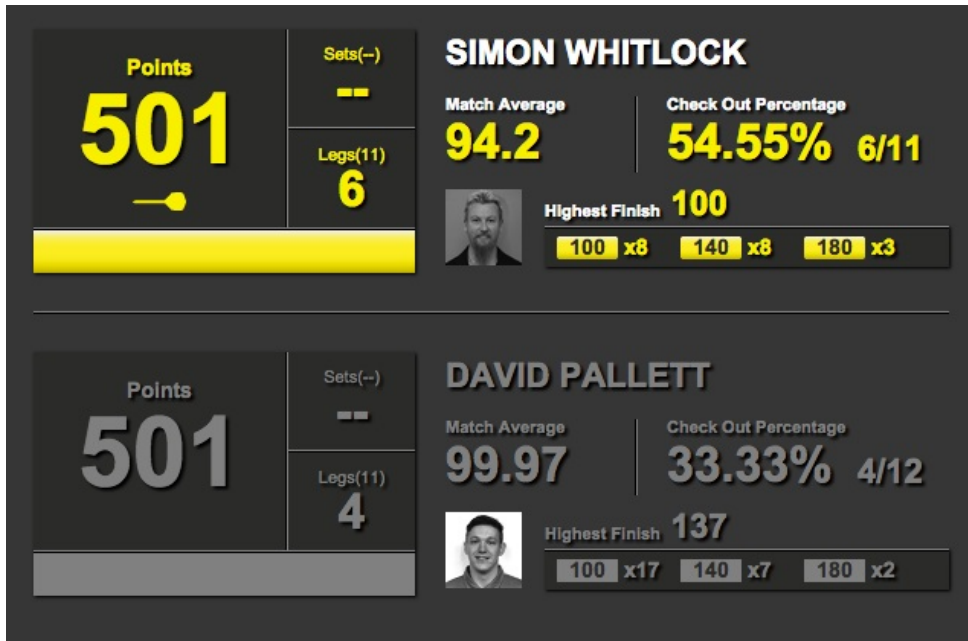 Points
501
Sets(--)
--
Legs(11)
6
SIMON WHITLOCK
Match Average
94.2
Check Out Percentage
54.55% 6/11
Highest Finish 100
100 x8 140 x8 180 x3
Points
501
Sets(--)
--
Legs(11)
4
DAVID PALLETT
Match Average
99.97
Check Out Percentage
33.33% 4/12
Highest Finish 137
100 x17 140 x7 180 x2